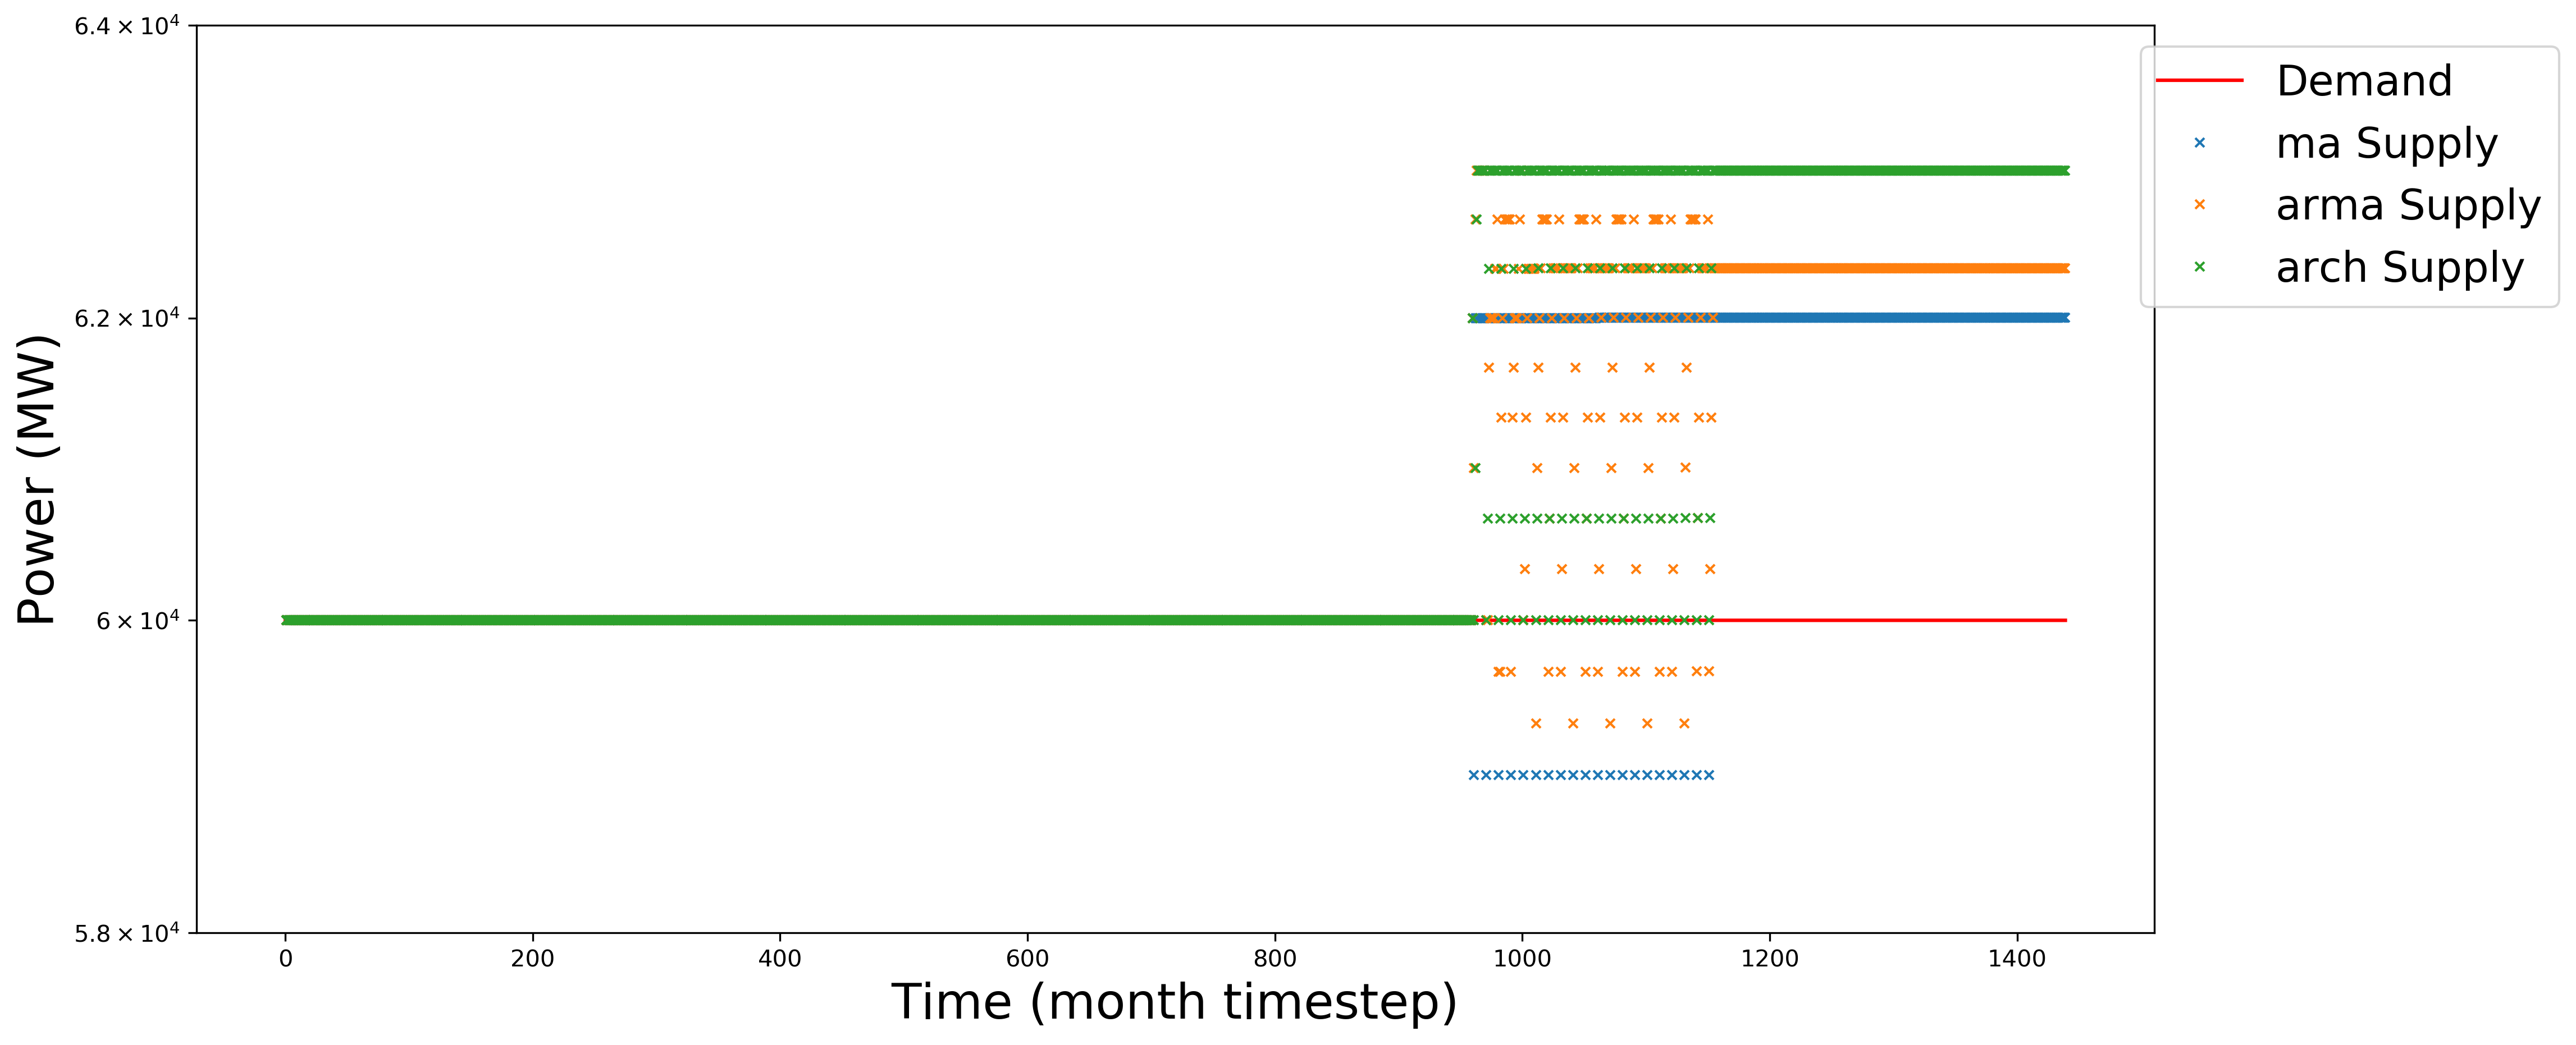 6.4 × 10⁴
6.2 × 10⁴
6 × 10⁴
5.8 × 10⁴
Power (MW)
0 200 400 600 800 1000 1200 1400
Time (month timestep)
Demand
ma Supply
arma Supply
arch Supply